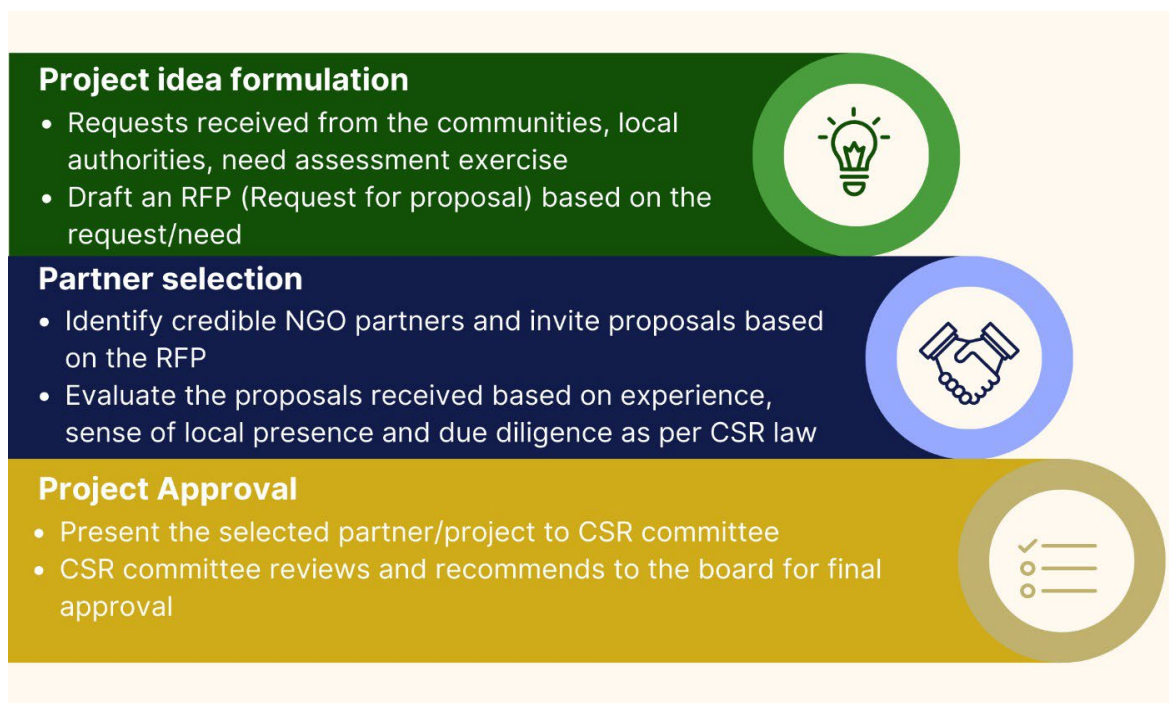 Project idea formulation
• Requests received from the communities, local
authorities, need assessment exercise
• Draft an RFP (Request for proposal) based on the
request/need
Partner selection
• Identify credible NGO partners and invite proposals based
on the RFP
• Evaluate the proposals received based on experience,
sense of local presence and due diligence as per CSR law
Project Approval
• Present the selected partner/project to CSR committee
• CSR committee reviews and recommends to the board for final
approval